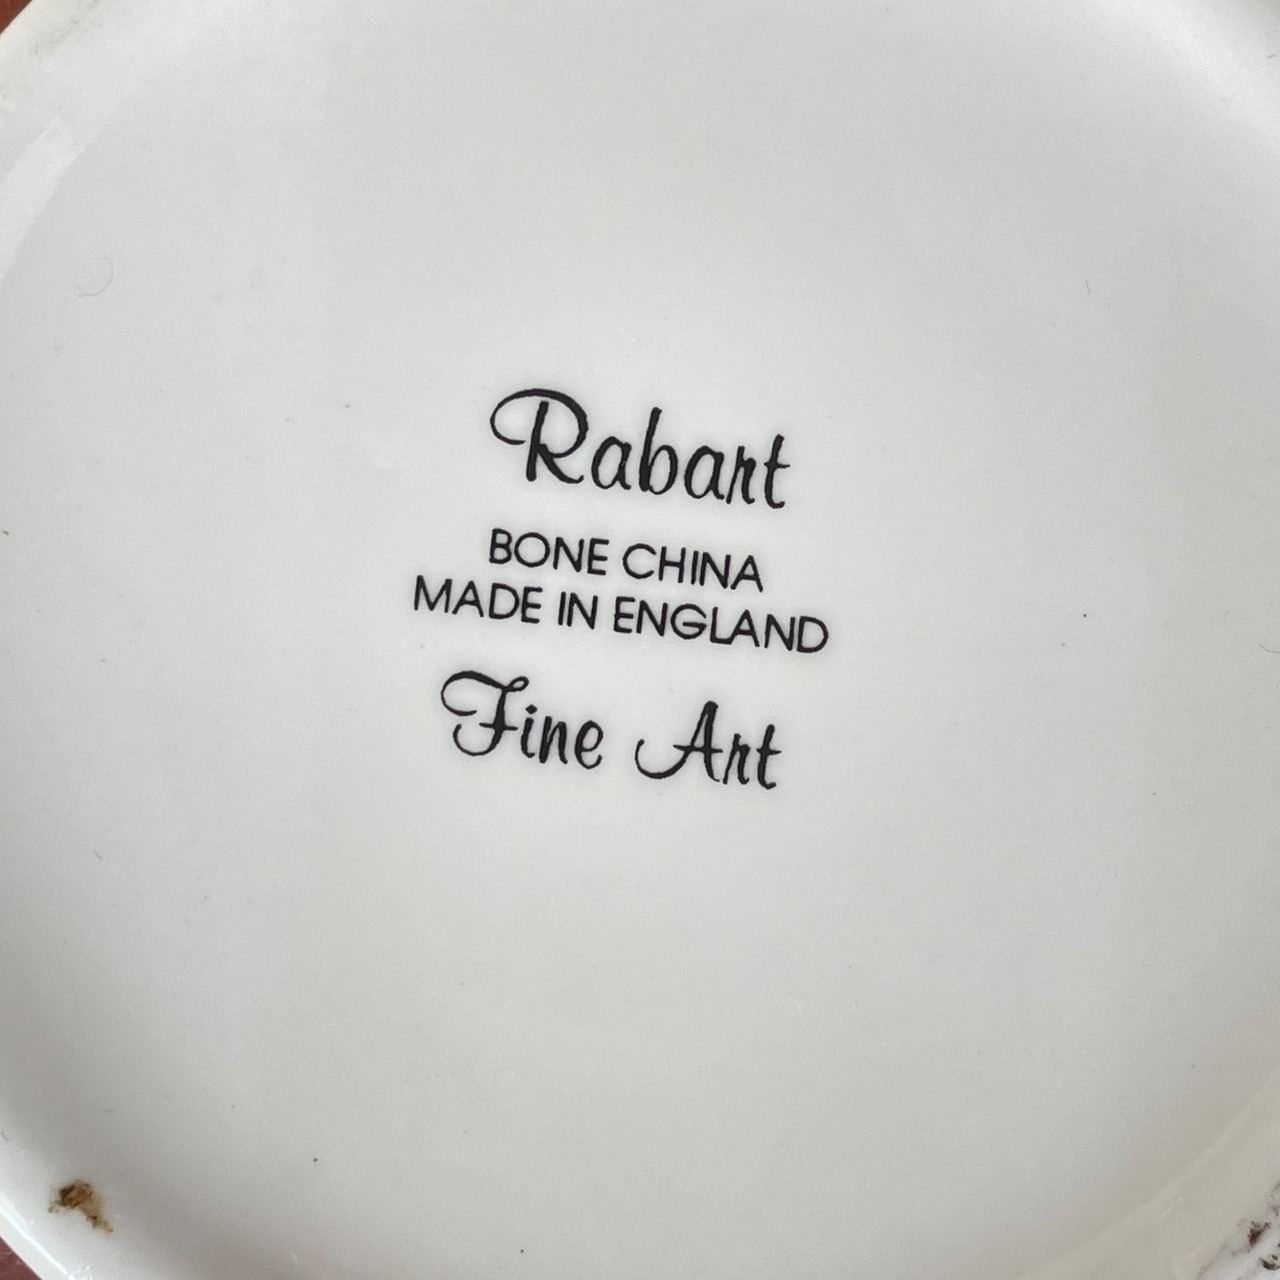 Rabart
BONE CHINA
MADE IN ENGLAND
Fine Art